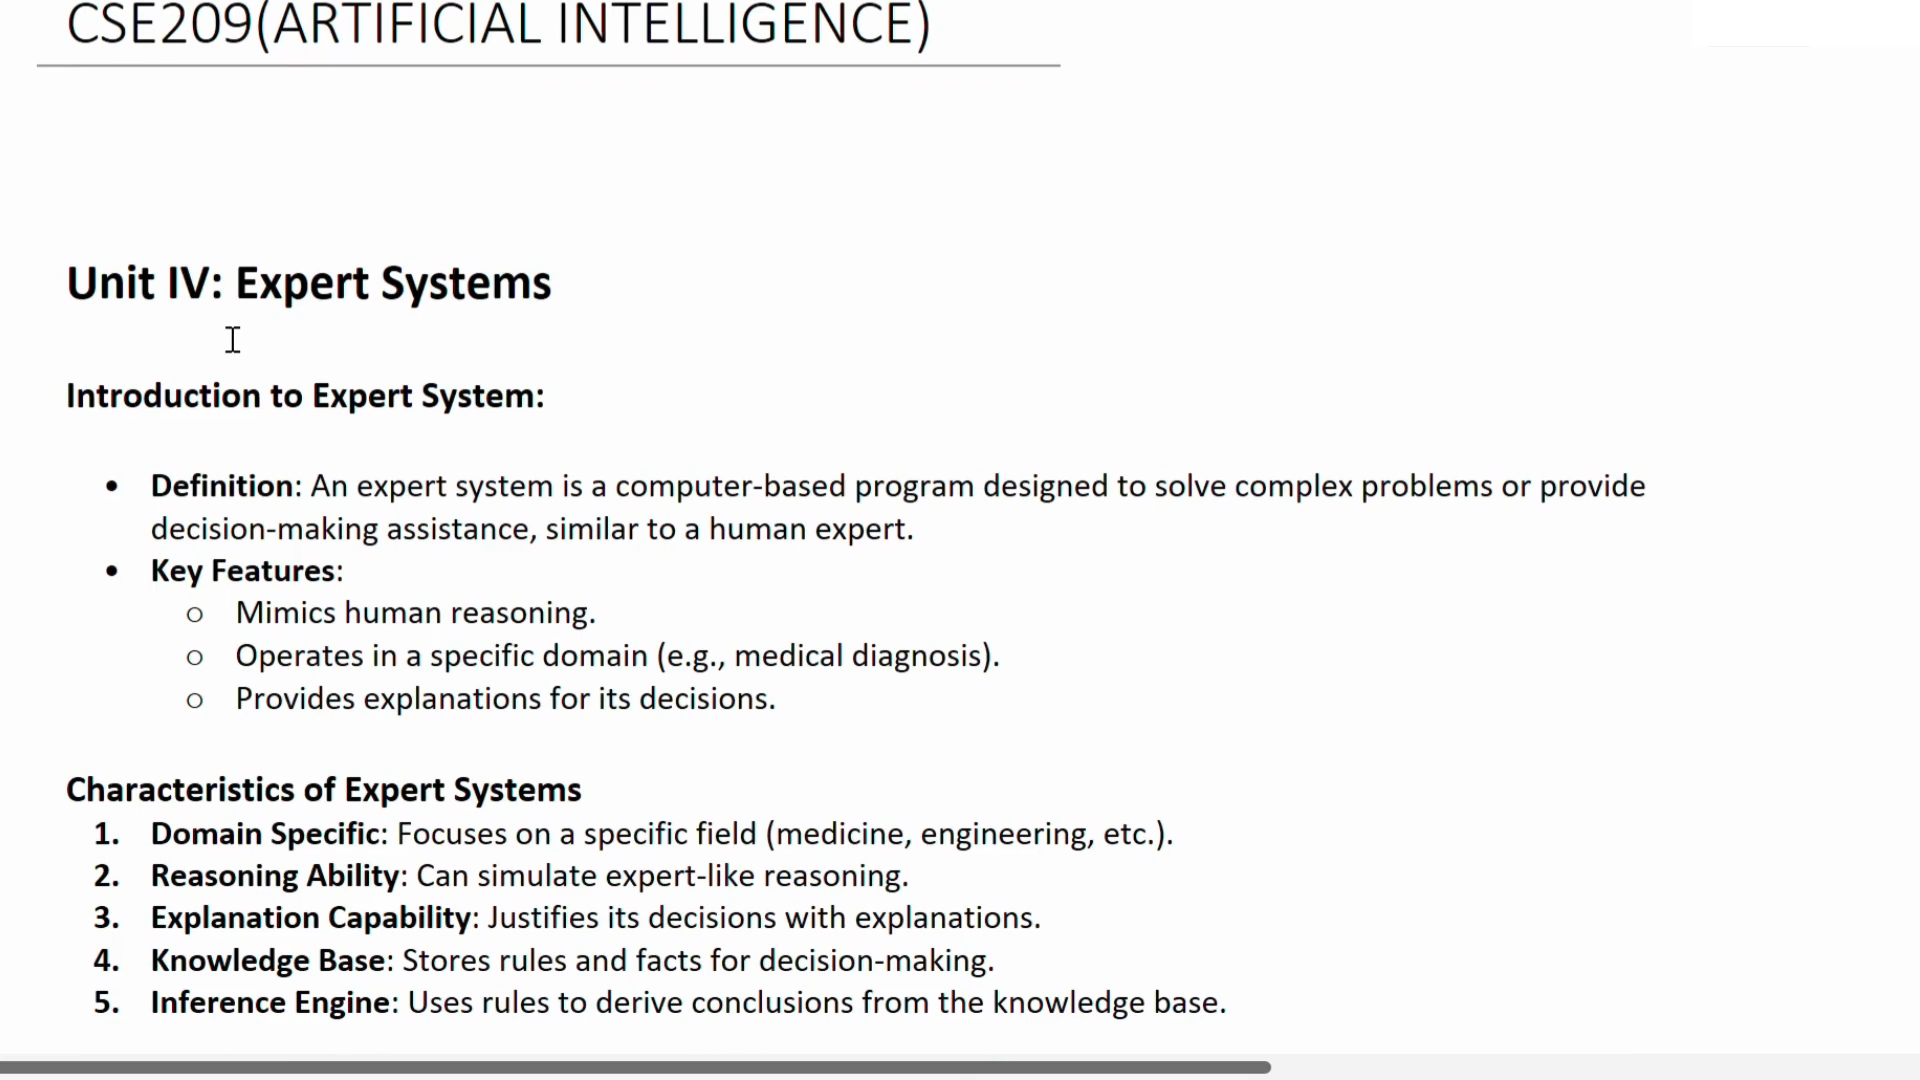 CSE209(ARTIFICIAL INTELLIGENCE)
Unit IV: Expert Systems
Introduction to Expert System:
• Definition: An expert system is a computer-based program designed to solve complex problems or provide
decision-making assistance, similar to a human expert.
• Key Features:
o Mimics human reasoning.
o Operates in a specific domain (e.g., medical diagnosis).
o Provides explanations for its decisions.
Characteristics of Expert Systems
1. Domain Specific: Focuses on a specific field (medicine, engineering, etc.).
2. Reasoning Ability: Can simulate expert-like reasoning.
3. Explanation Capability: Justifies its decisions with explanations.
4. Knowledge Base: Stores rules and facts for decision-making.
5. Inference Engine: Uses rules to derive conclusions from the knowledge base.